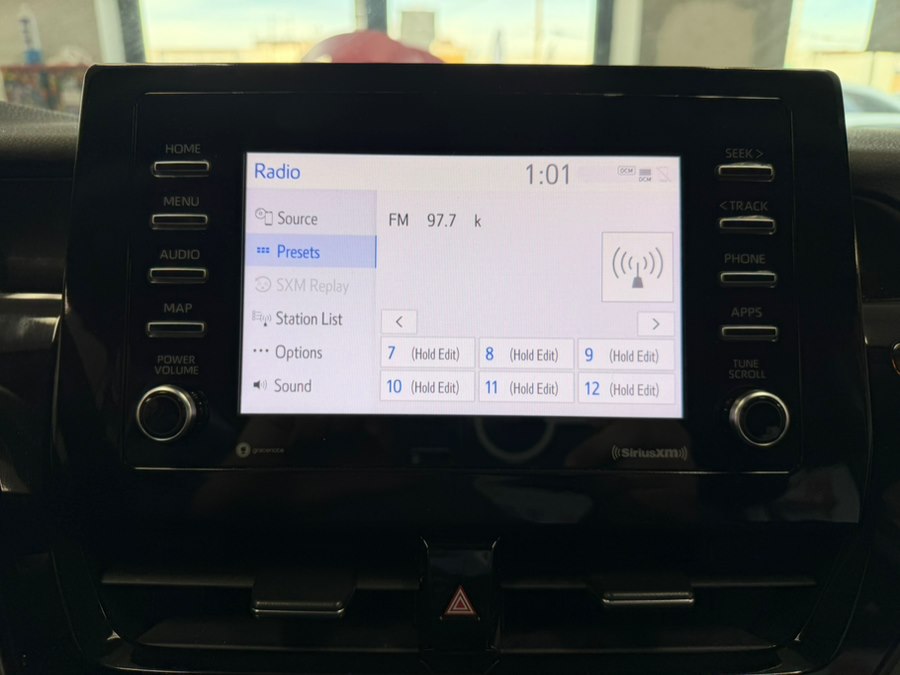 HOME
MENU
AUDIO
MAP
POWER
VOLUME
Radio
1:01
DCM
DCM
Source
Presets
SXM Replay
Station List
Options
Sound
FM 97.7 k
<
>
7 (Hold Edit)
8 (Hold Edit)
9 (Hold Edit)
10 (Hold Edit)
11 (Hold Edit)
12 (Hold Edit)
SEEK >
< TRACK
PHONE
APPS
TUNE
SCROLL
gracenote
SiriusXM